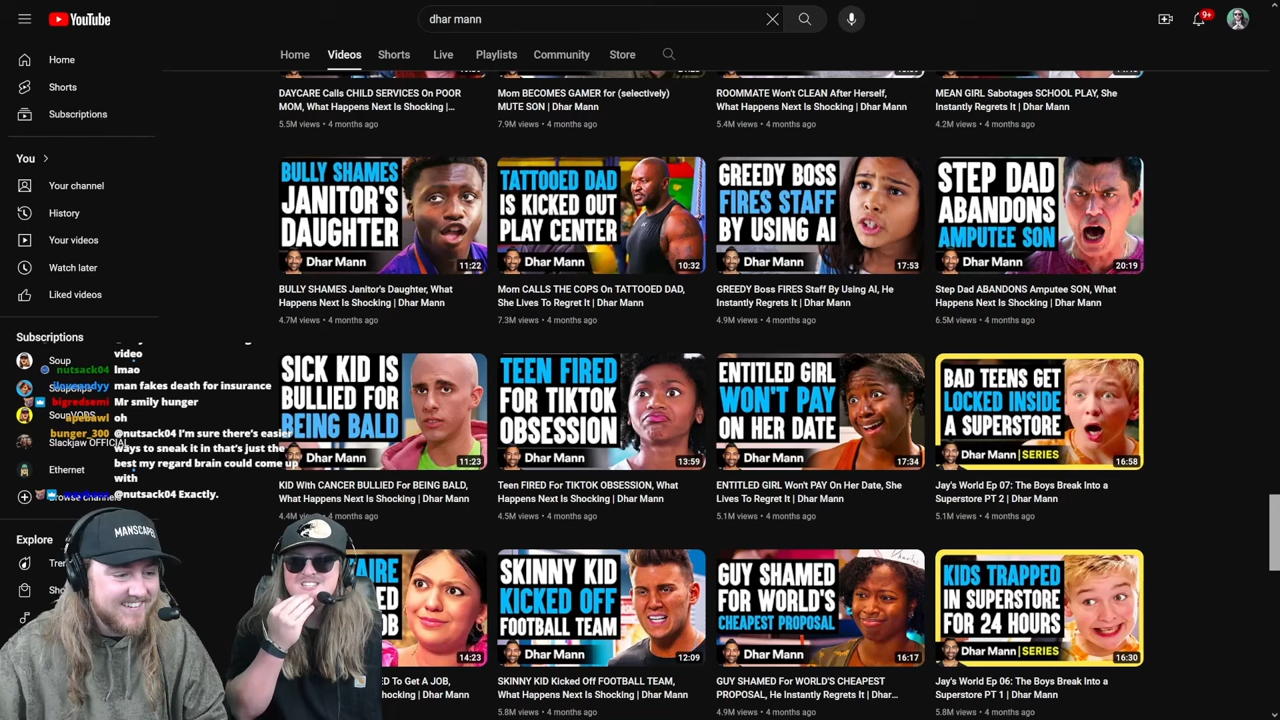 YouTube
dhar mann
9+
Home
Videos
Shorts
Live
Playlists
Community
Store
Home
Shorts
Subscriptions
You
Your channel
History
Your videos
Watch later
Liked videos
Subscriptions
Soup
SoupVODS
Slackjaw OFFICIAL
Ethernet
Explore
video
nutsack04 lmao
man fakes death for insurance
bigredsemi Mr smily hunger
apebawl oh
bunger_300 @nutsack04 I'm sure there's easier
ways to sneak it in that's just the
best my regard brain could come up
with
@nutsack04 Exactly.
MANSCAPED
DAYCARE Calls CHILD SERVICES On POOR
MOM, What Happens Next Is Shocking |...
5.5M views • 4 months ago
Mom BECOMES GAMER for (selectively)
MUTE SON | Dhar Mann
7.9M views • 4 months ago
ROOMMATE Won't CLEAN After Herself,
What Happens Next Is Shocking | Dhar Mann
5.4M views • 4 months ago
MEAN GIRL Sabotages SCHOOL PLAY, She
Instantly Regrets It | Dhar Mann
4.2M views • 4 months ago
BULLY SHAMES
JANITOR'S
DAUGHTER
Dhar Mann
11:22
BULLY SHAMES Janitor's Daughter, What
Happens Next Is Shocking | Dhar Mann
4.7M views • 4 months ago
TATTOOED DAD
IS KICKED OUT
PLAY CENTER
Dhar Mann
10:32
Mom CALLS THE COPS On TATTOOED DAD,
She Lives To Regret It | Dhar Mann
7.3M views • 4 months ago
GREEDY BOSS
FIRES STAFF
BY USING AI
Dhar Mann
17:53
GREEDY Boss FIRES Staff By Using AI, He
Instantly Regrets It | Dhar Mann
4.9M views • 4 months ago
STEP DAD
ABANDONS
AMPUTEE SON
Dhar Mann
20:19
Step Dad ABANDONS Amputee SON, What
Happens Next Is Shocking | Dhar Mann
6.5M views • 4 months ago
SICK KID IS
BULLIED FOR
BEING BALD
Dhar Mann
11:23
KID With CANCER BULLIED For BEING BALD,
What Happens Next Is Shocking | Dhar Mann
4.4M views • 4 months ago
TEEN FIRED
FOR TIKTOK
OBSESSION
Dhar Mann
13:59
Teen FIRED For TIKTOK OBSESSION, What
Happens Next Is Shocking | Dhar Mann
4.5M views • 4 months ago
ENTITLED GIRL
WON'T PAY
ON HER DATE
Dhar Mann
17:34
ENTITLED GIRL Won't PAY On Her Date, She
Lives To Regret It | Dhar Mann
5.1M views • 4 months ago
BAD TEENS GET
LOCKED INSIDE
A SUPERSTORE
Dhar Mann | SERIES
16:58
Jay's World Ep 07: The Boys Break Into a
Superstore PT 2 | Dhar Mann
5.1M views • 4 months ago
14:23
ED To Get A JOB,
hocking | Dhar Mann
4 months ago
SKINNY KID
KICKED OFF
FOOTBALL TEAM
Dhar Mann
12:09
SKINNY KID Kicked Off FOOTBALL TEAM,
What Happens Next Is Shocking | Dhar Mann
5.8M views • 4 months ago
GUY SHAMED
FOR WORLD'S
CHEAPEST
PROPOSAL
Dhar Mann
16:17
GUY SHAMED For WORLD'S CHEAPEST
PROPOSAL, He Instantly Regrets It | Dhar...
4.9M views • 4 months ago
KIDS TRAPPED
IN SUPERSTORE
FOR 24 HOURS
Dhar Mann | SERIES
16:30
Jay's World Ep 06: The Boys Break Into a
Superstore PT 1 | Dhar Mann
5.8M views • 4 months ago